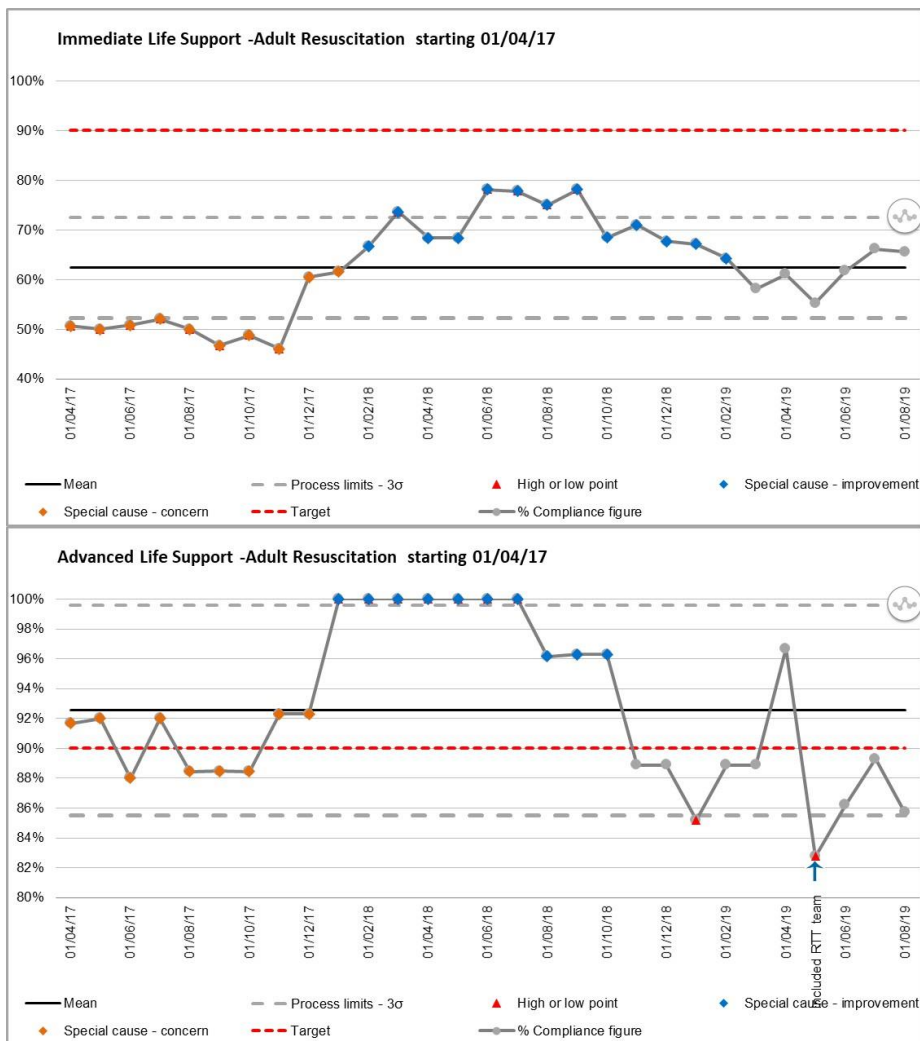 Immediate Life Support -Adult Resuscitation starting 01/04/17
100%
90%
80%
70%
60%
50%
40%
01/04/17
01/06/17
01/08/17
01/10/17
01/12/17
01/02/18
01/04/18
01/06/18
01/08/18
01/10/18
01/12/18
01/02/19
01/04/19
01/06/19
01/08/19
Mean
Process limits - 3σ
High or low point
Special cause - improvement
Special cause - concern
Target
% Compliance figure
Advanced Life Support -Adult Resuscitation starting 01/04/17
100%
98%
96%
94%
92%
90%
88%
86%
84%
82%
80%
01/04/17
01/06/17
01/08/17
01/10/17
01/12/17
01/02/18
01/04/18
01/06/18
01/08/18
01/10/18
01/12/18
01/02/19
01/04/19
Included RTT team
01/06/19
01/08/19
Mean
Process limits - 3σ
High or low point
Special cause - improvement
Special cause - concern
Target
% Compliance figure